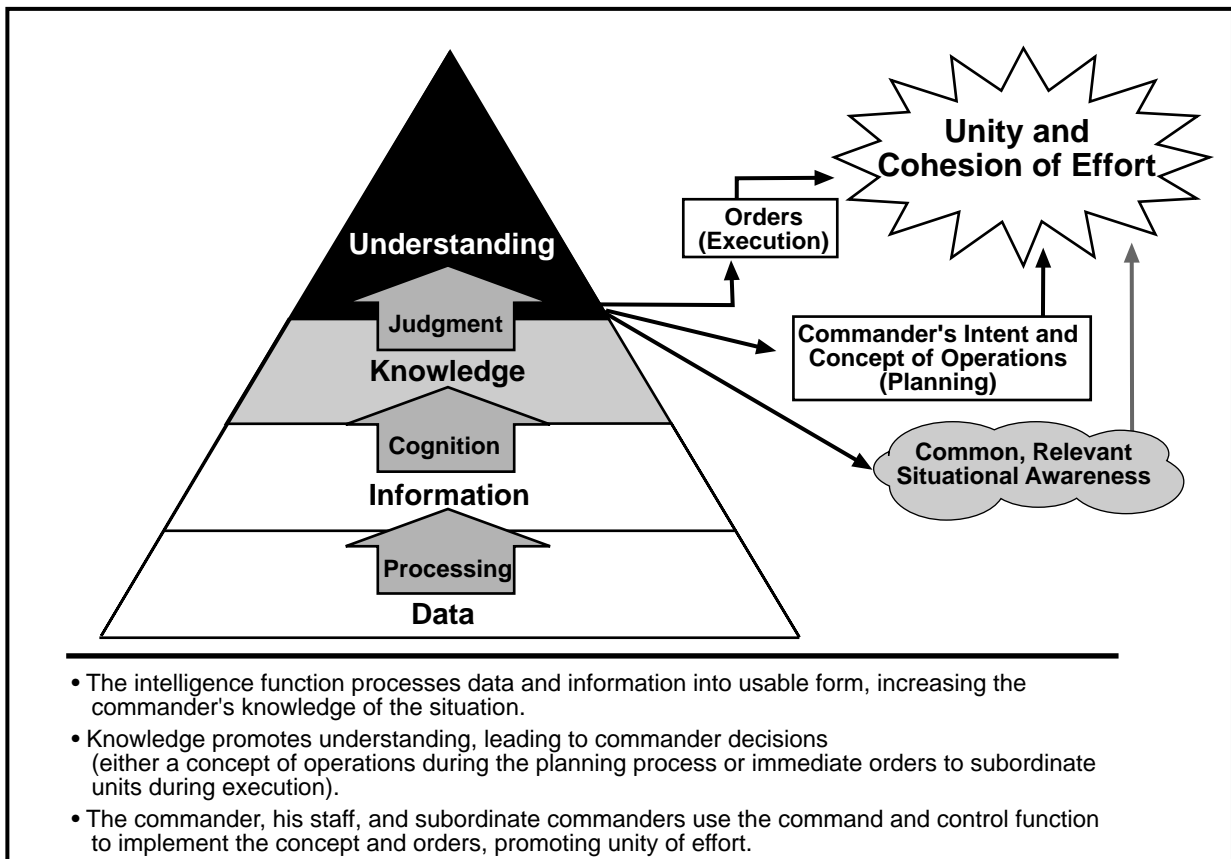 Unity and
Cohesion of Effort
Orders
(Execution)
Understanding
Judgment
Commander's Intent and
Concept of Operations
(Planning)
Knowledge
Cognition
Common, Relevant
Situational Awareness
Information
Processing
Data
• The intelligence function processes data and information into usable form, increasing the
commander's knowledge of the situation.
• Knowledge promotes understanding, leading to commander decisions
(either a concept of operations during the planning process or immediate orders to subordinate
units during execution).
• The commander, his staff, and subordinate commanders use the command and control function
to implement the concept and orders, promoting unity of effort.